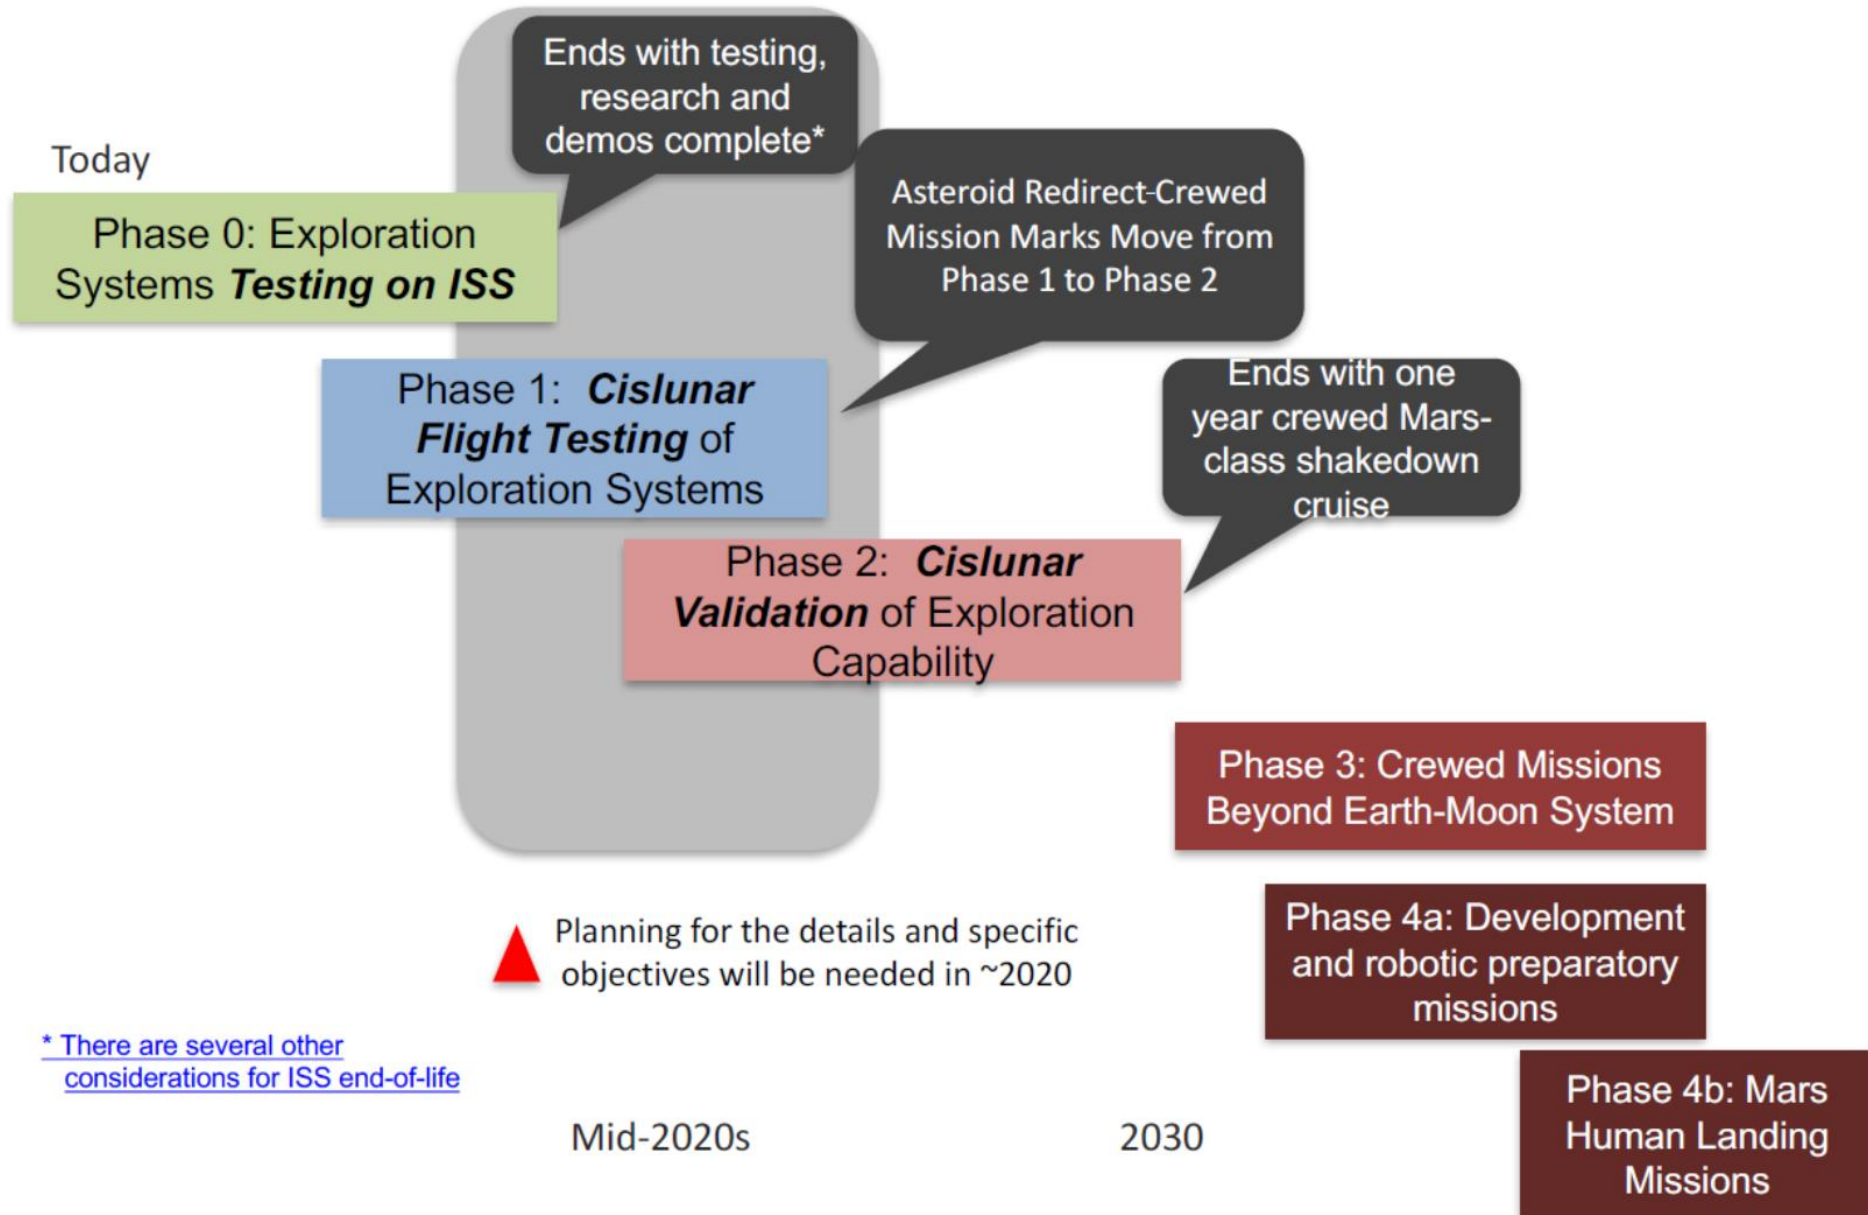 Ends with testing,
research and
demos complete*
Today
Asteroid Redirect-Crewed
Mission Marks Move from
Phase 1 to Phase 2
Phase 0: Exploration
Systems Testing on ISS
Ends with one
year crewed Mars-
class shakedown
cruise
Phase 1: Cislunar
Flight Testing of
Exploration Systems
Phase 2: Cislunar
Validation of Exploration
Capability
Phase 3: Crewed Missions
Beyond Earth-Moon System
Planning for the details and specific
objectives will be needed in ~2020
Phase 4a: Development
and robotic preparatory
missions
* There are several other
considerations for ISS end-of-life
Phase 4b: Mars
Human Landing
Missions
Mid-2020s
2030